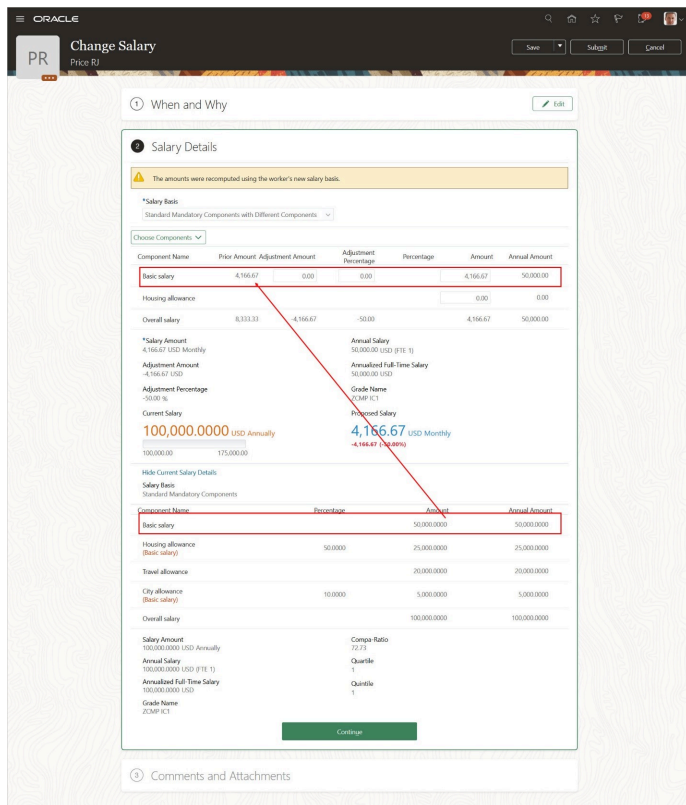 ORACLE
10
PR
Change Salary
Price RJ
Save
Submit
Cancel
1 When and Why
Edit
2 Salary Details
The amounts were recomputed using the worker's new salary basis.
*Salary Basis
Standard Mandatory Components with Different Components
Choose Components
Component Name Prior Amount Adjustment Amount Adjustment Percentage Percentage Amount Annual Amount
Basic salary 4,166.67 0.00 0.00 4,166.67 50,000.00
Housing allowance 0.00 0.00
Overall salary 8,333.33 -4,166.67 -50.00 4,166.67 50,000.00
*Salary Amount
4,166.67 USD Monthly
Annual Salary
50,000.00 USD (FTE 1)
Adjustment Amount
-4,166.67 USD
Annualized Full-Time Salary
50,000.00 USD
Adjustment Percentage
-50.00 %
Grade Name
ZCMP IC1
Current Salary
100,000.0000 USD Annually
100,000.00 175,000.00
Proposed Salary
4,166.67 USD Monthly
-4,166.67 (-50.00%)
Hide Current Salary Details
Salary Basis
Standard Mandatory Components
Component Name Percentage Amount Annual Amount
Basic salary 50,000.0000 50,000.0000
Housing allowance 50.0000 25,000.0000 25,000.0000
(Basic salary)
Travel allowance 20,000.0000 20,000.0000
City allowance 10.0000 5,000.0000 5,000.0000
(Basic salary)
Overall salary 100,000.0000 100,000.0000
Salary Amount
100,000.0000 USD Annually
Compa-Ratio
72.73
Annual Salary
100,000.0000 USD (FTE 1)
Quartile
1
Annualized Full-Time Salary
100,000.0000 USD
Quintile
1
Grade Name
ZCMP IC1
Continue
3 Comments and Attachments